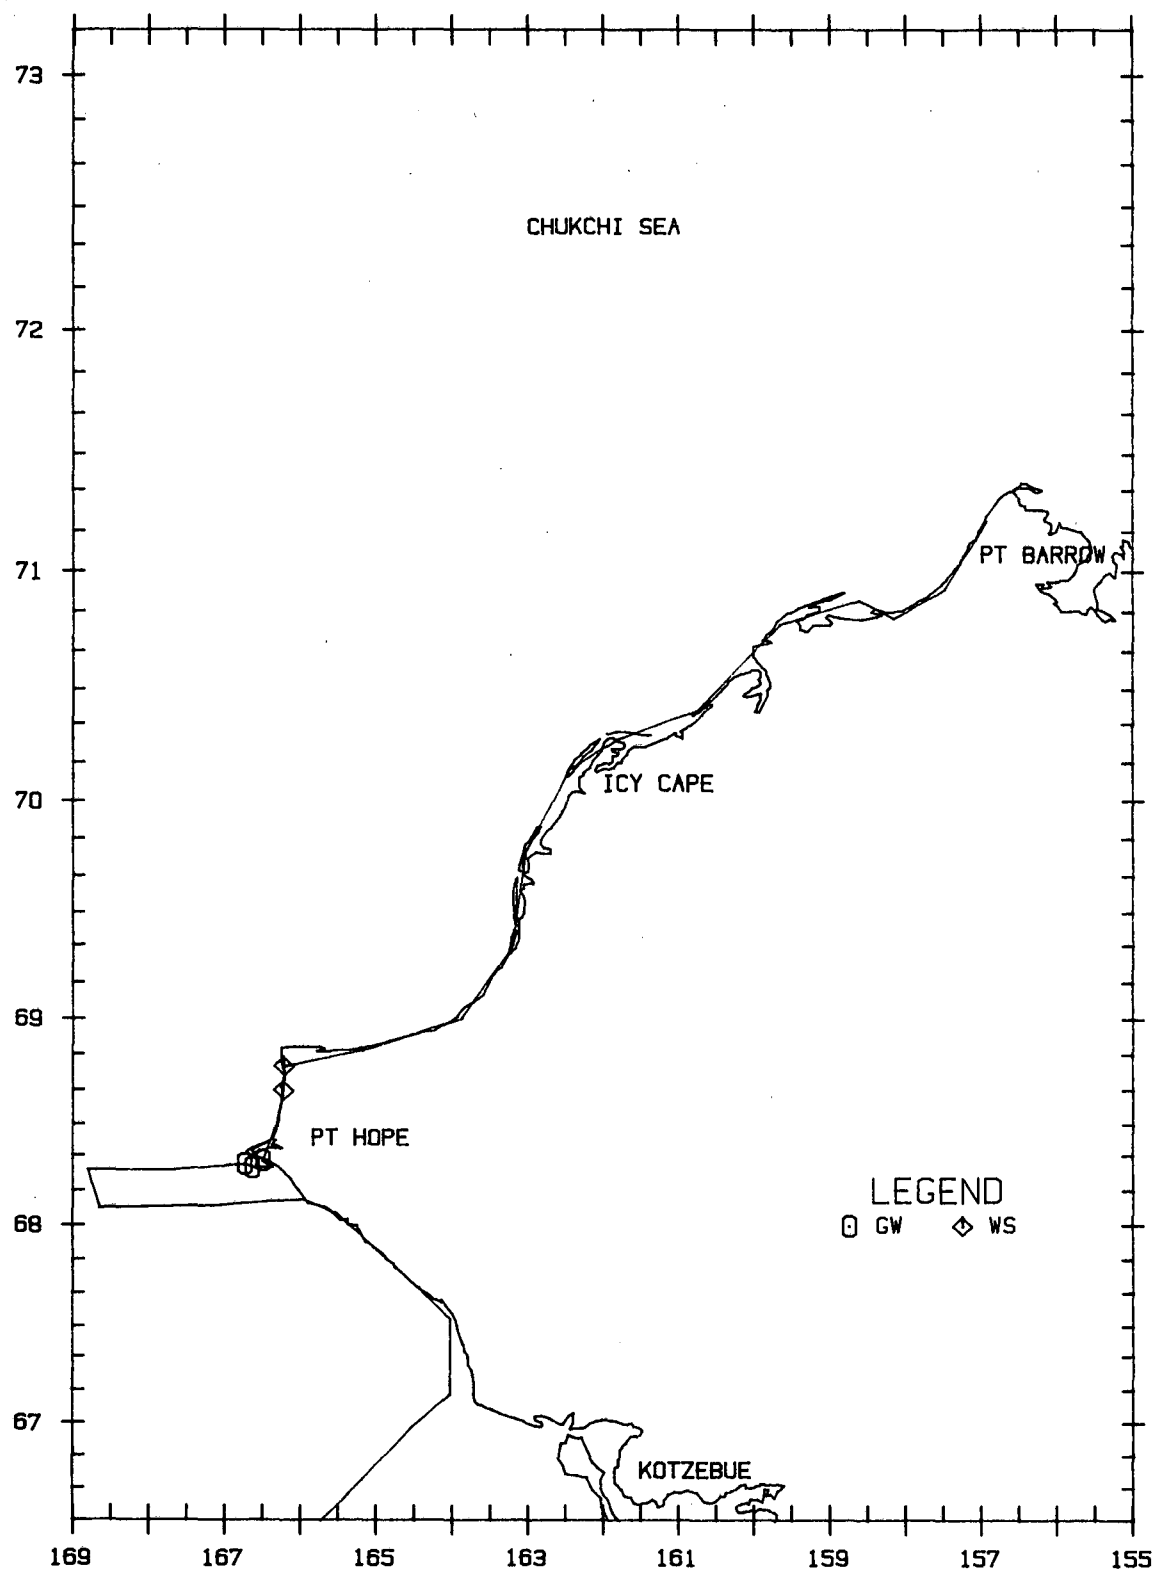 73
CHUKCHI SEA
72
71
PT BARROW
70
ICY CAPE
69
PT HOPE
LEGEND
68
GW WS
67
KOTZEBUE
169 167 165 163 161 159 157 155